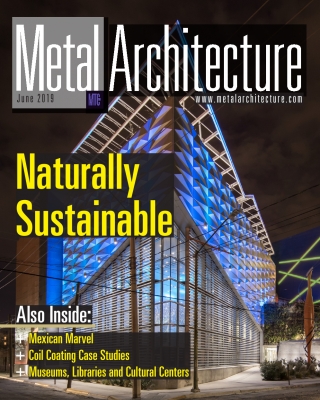 Metal Architecture
June 2019
MTG
www.metalarchitecture.com
Naturally
Sustainable
Also Inside:
+ Mexican Marvel
+ Coil Coating Case Studies
+ Museums, Libraries and Cultural Centers